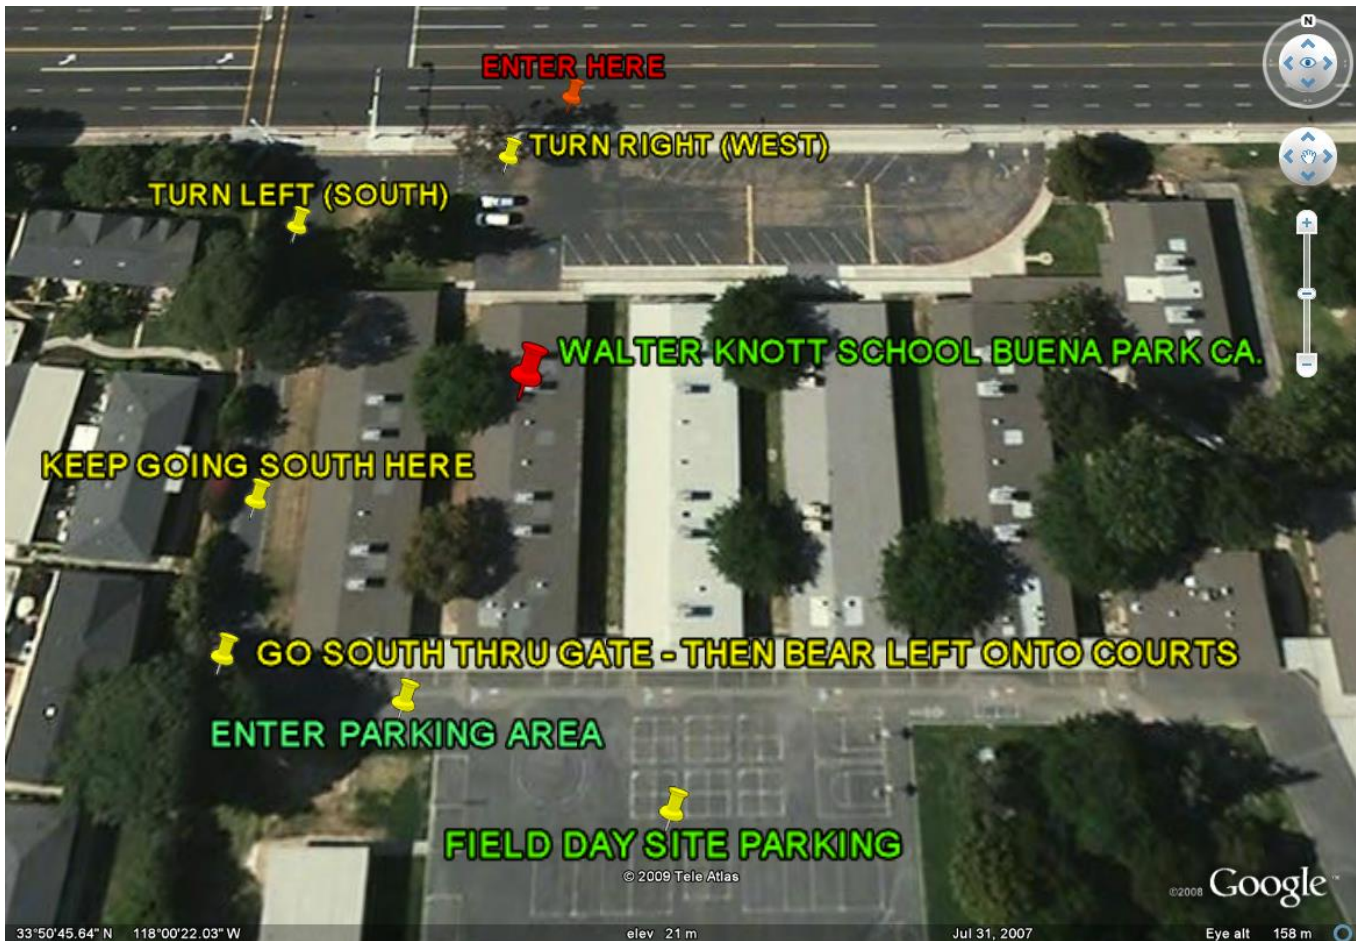 N
ENTER HERE
TURN RIGHT (WEST)
TURN LEFT (SOUTH)
WALTER KNOTT SCHOOL BUENA PARK CA.
KEEP GOING SOUTH HERE
GO SOUTH THRU GATE - THEN BEAR LEFT ONTO COURTS
ENTER PARKING AREA
FIELD DAY SITE PARKING
© 2009 Tele Atlas
©2008 Google™
33°50'45.64" N 118°00'22.03" W elev 21 m Jul 31, 2007 Eye alt 158 m